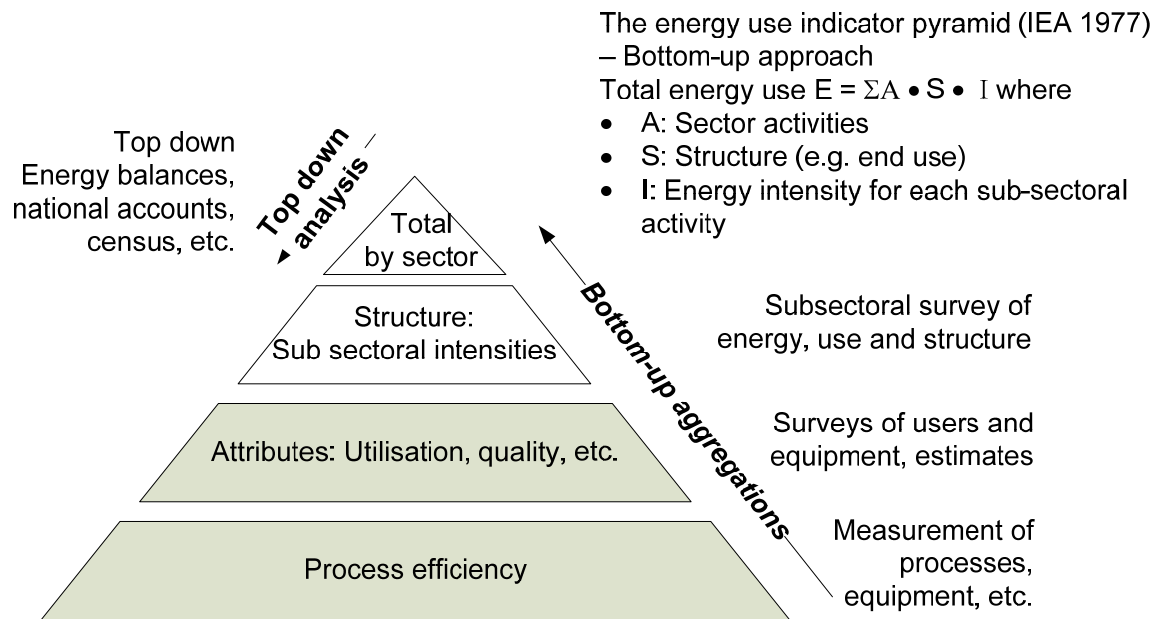 The energy use indicator pyramid (IEA 1977)
– Bottom-up approach
Total energy use E = ΣA • S • I where
• A: Sector activities
• S: Structure (e.g. end use)
• I: Energy intensity for each sub-sectoral
activity
Top down
Energy balances,
national accounts,
census, etc.
Top down
analysis
Total
by sector
Structure:
Sub sectoral intensities
Attributes: Utilisation, quality, etc.
Process efficiency
Bottom-up aggregations
Subsectoral survey of
energy, use and structure
Surveys of users and
equipment, estimates
Measurement of
processes,
equipment, etc.